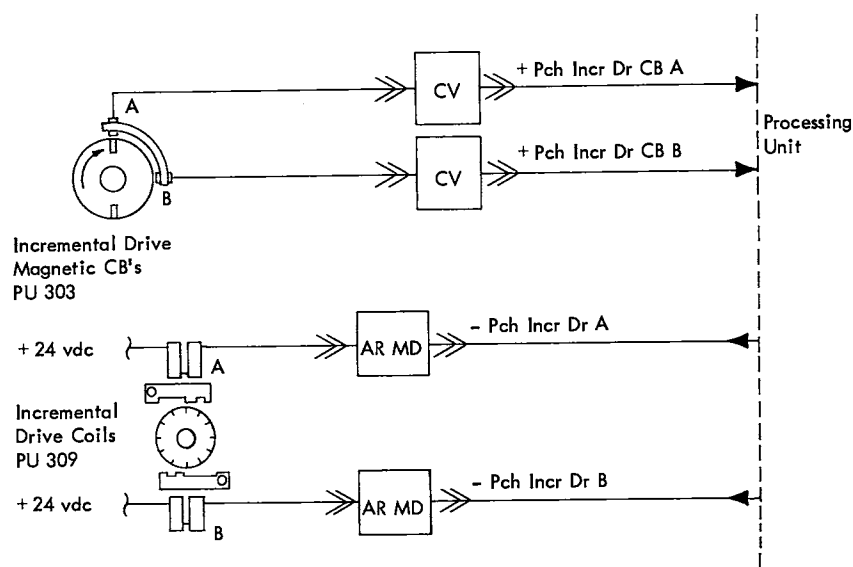 + Pch Incr Dr CB A
A
CV
Processing
Unit
+ Pch Incr Dr CB B
CV
B
Incremental Drive
Magnetic CB's
PU 303
- Pch Incr Dr A
+ 24 vdc
A
AR MD
Incremental
Drive Coils
PU 309
- Pch Incr Dr B
+ 24 vdc
B
AR MD